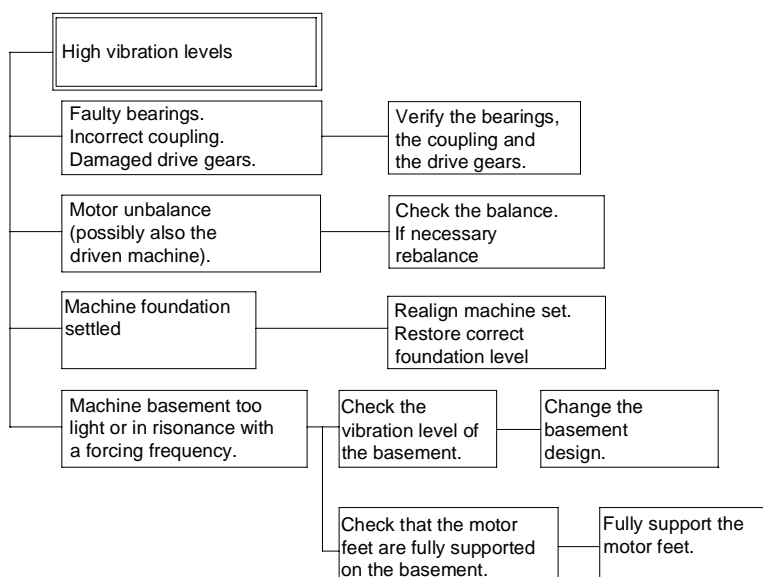 High vibration levels
Faulty bearings.
Incorrect coupling.
Damaged drive gears.
Verify the bearings,
the coupling and
the drive gears.
Motor unbalance
(possibly also the
driven machine).
Check the balance.
If necessary
rebalance
Machine foundation
settled
Realign machine set.
Restore correct
foundation level
Machine basement too
light or in risonance with
a forcing frequency.
Check the
vibration level of
the basement.
Change the
basement
design.
Check that the motor
feet are fully supported
on the basement.
Fully support the
motor feet.